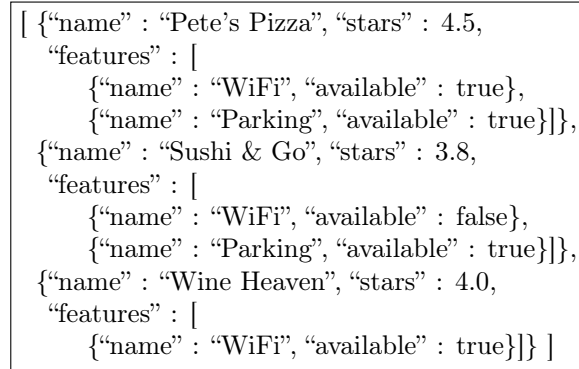 [ {“name” : “Pete’s Pizza”, “stars” : 4.5,
“features” : [
{“name” : “WiFi”, “available” : true},
{“name” : “Parking”, “available” : true}]},
{“name” : “Sushi & Go”, “stars” : 3.8,
“features” : [
{“name” : “WiFi”, “available” : false},
{“name” : “Parking”, “available” : true}]},
{“name” : “Wine Heaven”, “stars” : 4.0,
“features” : [
{“name” : “WiFi”, “available” : true}]} ]